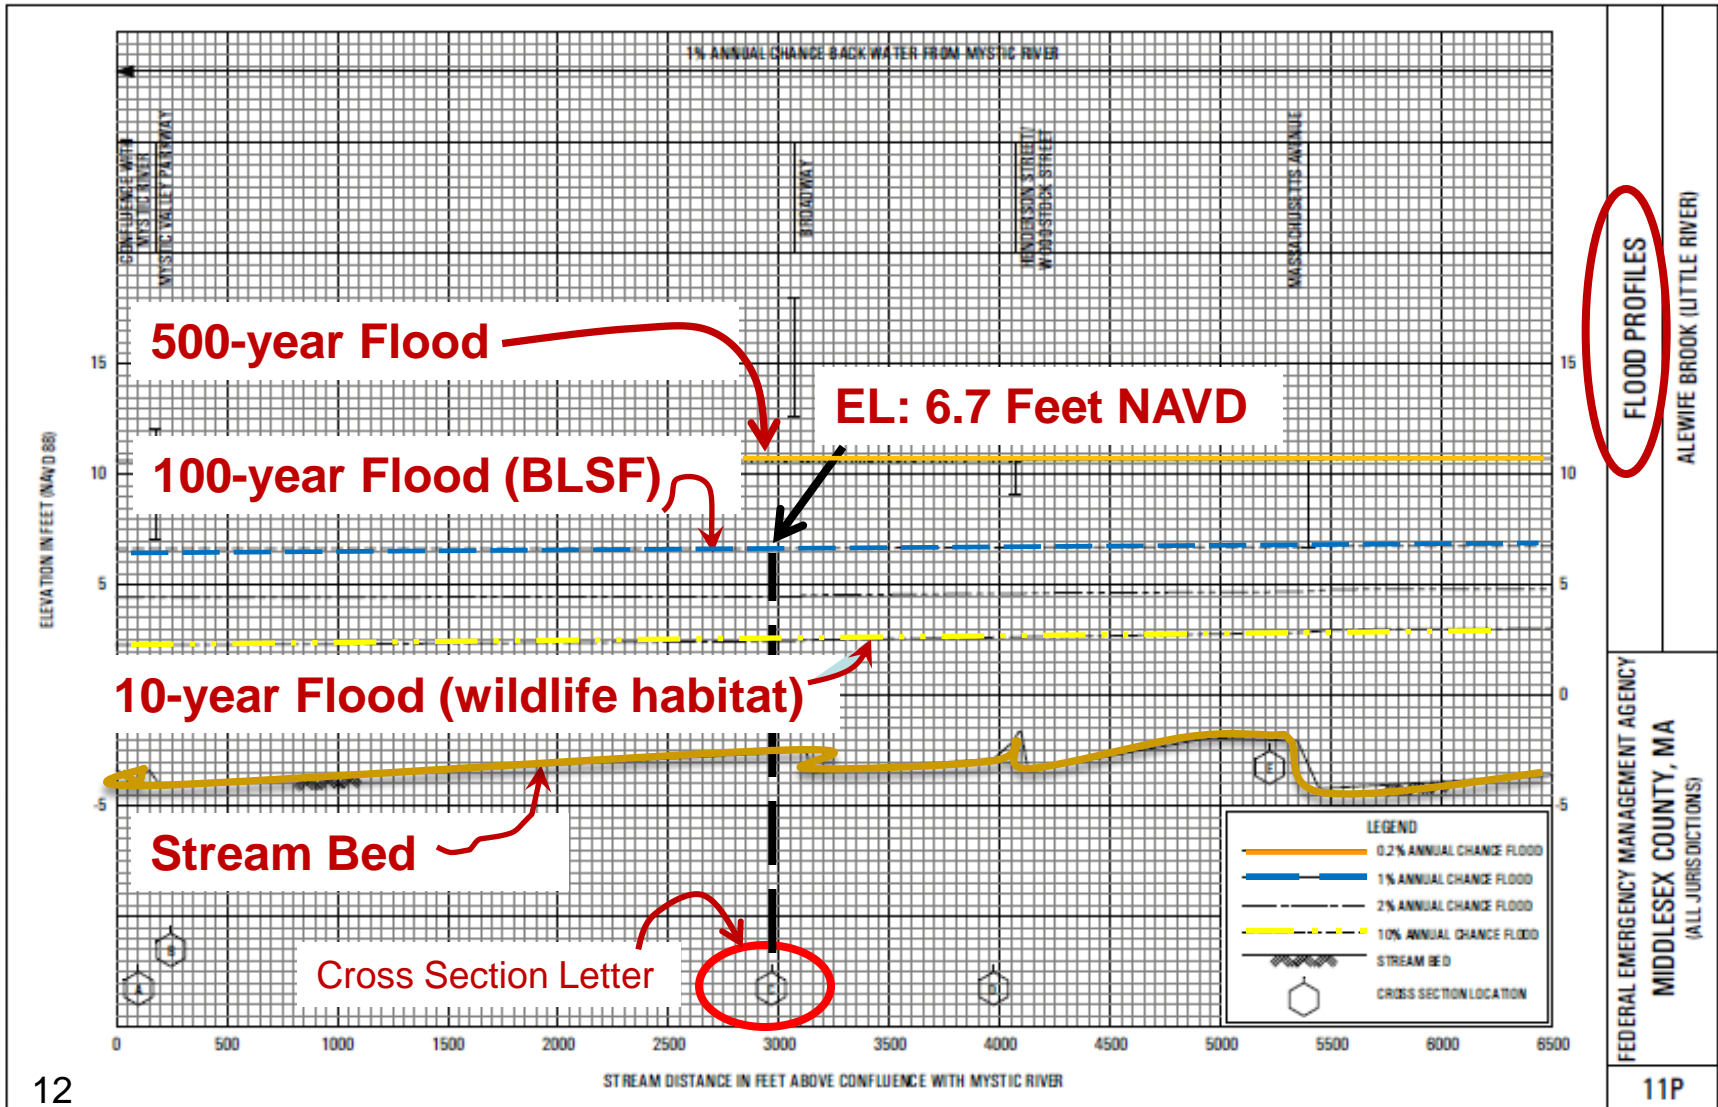 1% ANNUAL CHANCE BACK WATER FROM MYSTIC RIVER
CONFLUENCE WITH
MYSTIC RIVER
MYSTIC VALLEY PARKWAY
BROADWAY
HENDERSON STREET/
WOODSTOCK STREET
MASSACHUSETTS AVENUE
500-year Flood
EL: 6.7 Feet NAVD
100-year Flood (BLSF)
10-year Flood (wildlife habitat)
Stream Bed
Cross Section Letter
ELEVATION IN FEET (NAVD 88)
15
10
5
-5
15
10
5
0
-5
A
B
C
D
E
LEGEND
0.2% ANNUAL CHANCE FLOOD
1% ANNUAL CHANCE FLOOD
2% ANNUAL CHANCE FLOOD
10% ANNUAL CHANCE FLOOD
STREAM BED
CROSS SECTION LOCATION
0 500 1000 1500 2000 2500 3000 3500 4000 4500 5000 5500 6000 6500
STREAM DISTANCE IN FEET ABOVE CONFLUENCE WITH MYSTIC RIVER
FLOOD PROFILES
ALEWIFE BROOK (LITTLE RIVER)
FEDERAL EMERGENCY MANAGEMENT AGENCY
MIDDLESEX COUNTY, MA
(ALL JURISDICTIONS)
11P
12